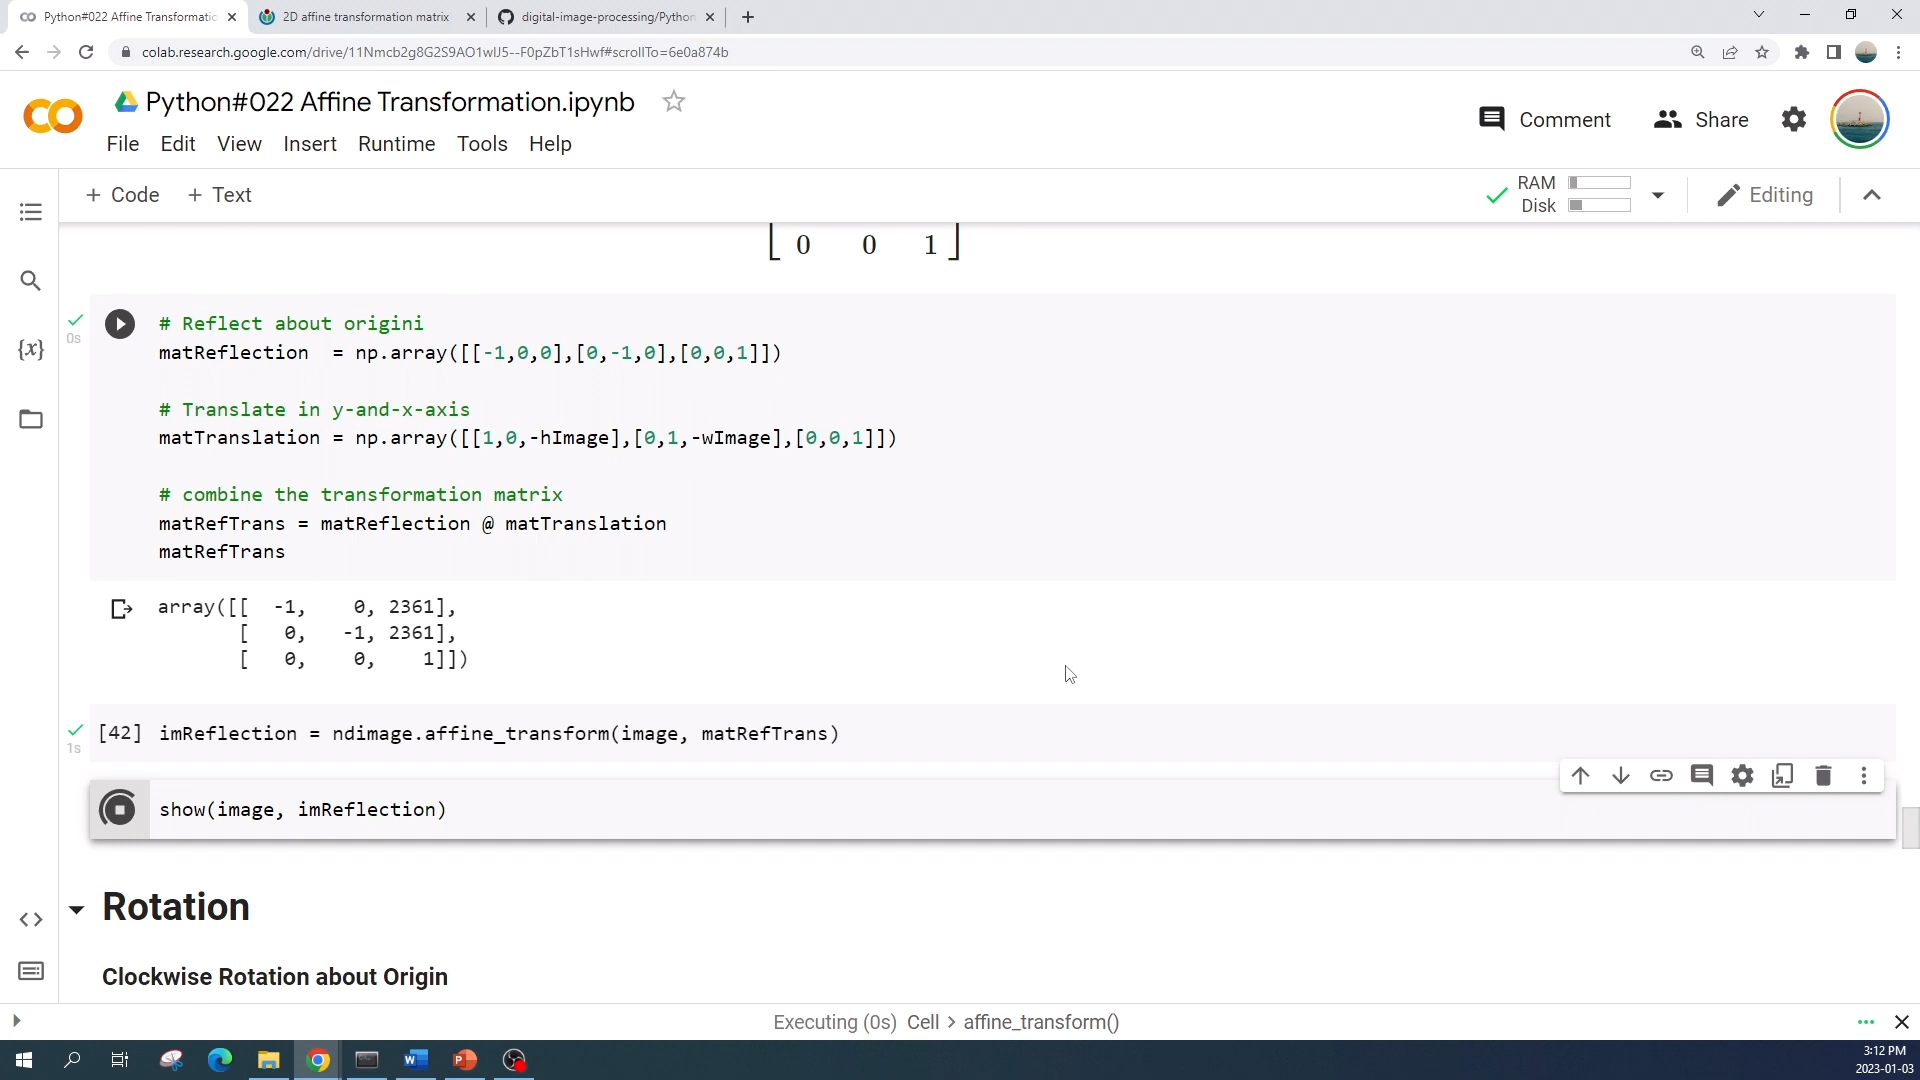 Python#022 Affine Transformatio
2D affine transformation matrix
digital-image-processing/Python
colab.research.google.com/drive/11Nmcb2g8G2S9AO1wIJ5--F0pZbT1sHwf#scrollTo=6e0a874b
Python#022 Affine Transformation.ipynb
Comment
Share
File Edit View Insert Runtime Tools Help
+ Code + Text
RAM
Disk
Editing
0 0 1
{x}
0s
# Reflect about origini
matReflection = np.array([[-1,0,0],[0,-1,0],[0,0,1]])
# Translate in y-and-x-axis
matTranslation = np.array([[1,0,-hImage],[0,1,-wImage],[0,0,1]])
# combine the transformation matrix
matRefTrans = matReflection @ matTranslation
matRefTrans
array([[ -1, 0, 2361],
[ 0, -1, 2361],
[ 0, 0, 1]])
1s
[42] imReflection = ndimage.affine_transform(image, matRefTrans)
show(image, imReflection)
Rotation
Clockwise Rotation about Origin
Executing (0s) Cell > affine_transform()
3:12 PM
2023-01-03